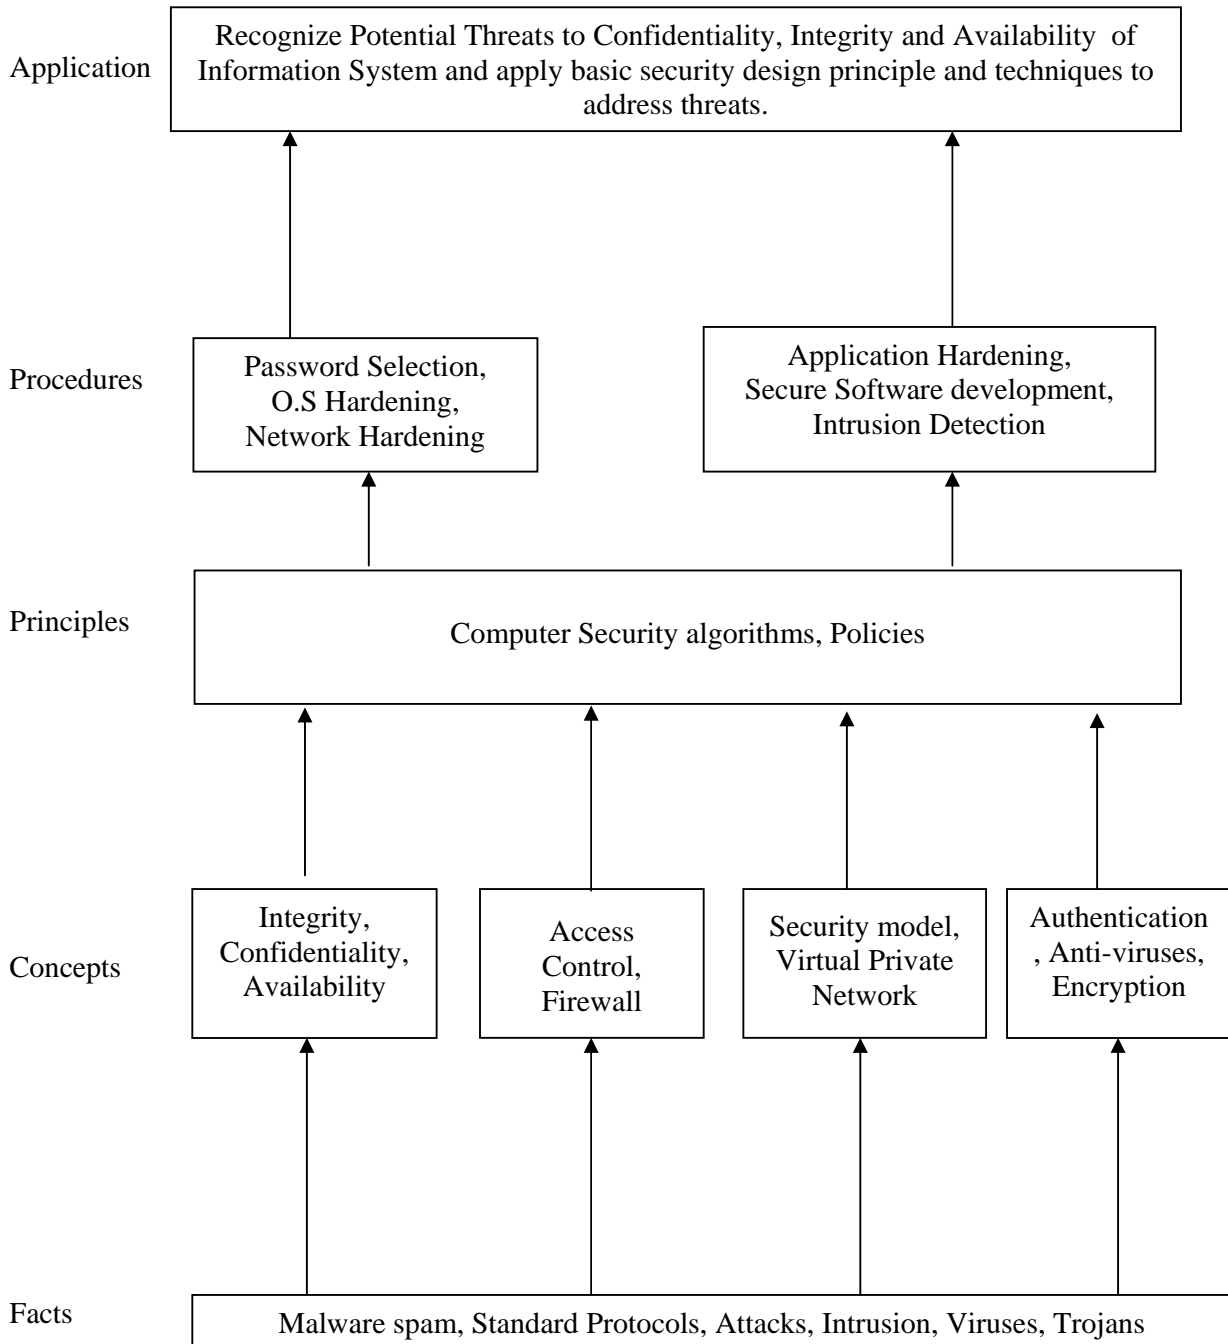 Application
Recognize Potential Threats to Confidentiality, Integrity and Availability of
Information System and apply basic security design principle and techniques to
address threats.
Procedures
Password Selection,
O.S Hardening,
Network Hardening
Application Hardening,
Secure Software development,
Intrusion Detection
Principles
Computer Security algorithms, Policies
Concepts
Integrity,
Confidentiality,
Availability
Access
Control,
Firewall
Security model,
Virtual Private
Network
Authentication
, Anti-viruses,
Encryption
Facts
Malware spam, Standard Protocols, Attacks, Intrusion, Viruses, Trojans